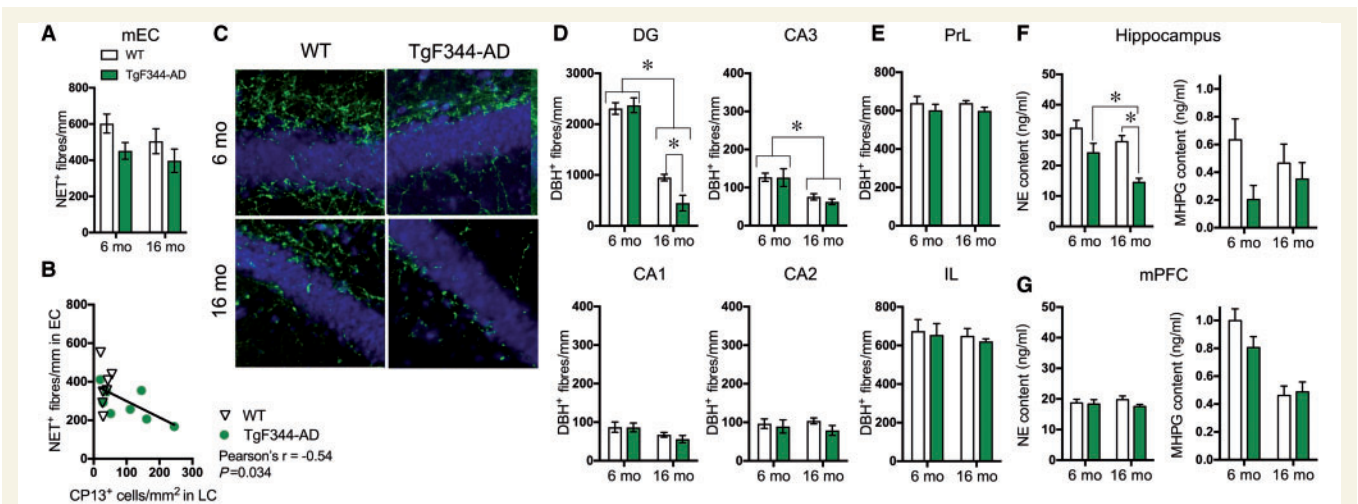 A mEC
WT
TgF344-AD
NET⁺ fibres/mm
800
600
400
200
0
6 mo 16 mo
B
NET⁺ fibres/mm in EC
800
600
400
200
0
0 100 200 300
CP13⁺ cells/mm² in LC
WT
TgF344-AD
Pearson's r = -0.54
P=0.034
C
WT TgF344-AD
6 mo
16 mo
D DG
DBH⁺ fibres/mm
3000
2000
1000
0
*
*
6 mo 16 mo
CA3
DBH⁺ fibres/mm
400
300
200
100
0
*
6 mo 16 mo
CA1
DBH⁺ fibres/mm
400
300
200
100
0
6 mo 16 mo
CA2
DBH⁺ fibres/mm
400
300
200
100
0
6 mo 16 mo
E PrL
DBH⁺ fibres/mm
800
600
400
200
0
6 mo 16 mo
IL
DBH⁺ fibres/mm
800
600
400
200
0
6 mo 16 mo
F Hippocampus
NE content (ng/ml)
50
40
30
20
10
0
*
*
6 mo 16 mo
MHPG content (ng/ml)
1.0
0.8
0.6
0.4
0.2
0.0
6 mo 16 mo
G mPFC
NE content (ng/ml)
50
40
30
20
10
0
6 mo 16 mo
MHPG content (ng/ml)
1.0
0.8
0.6
0.4
0.2
0.0
6 mo 16 mo